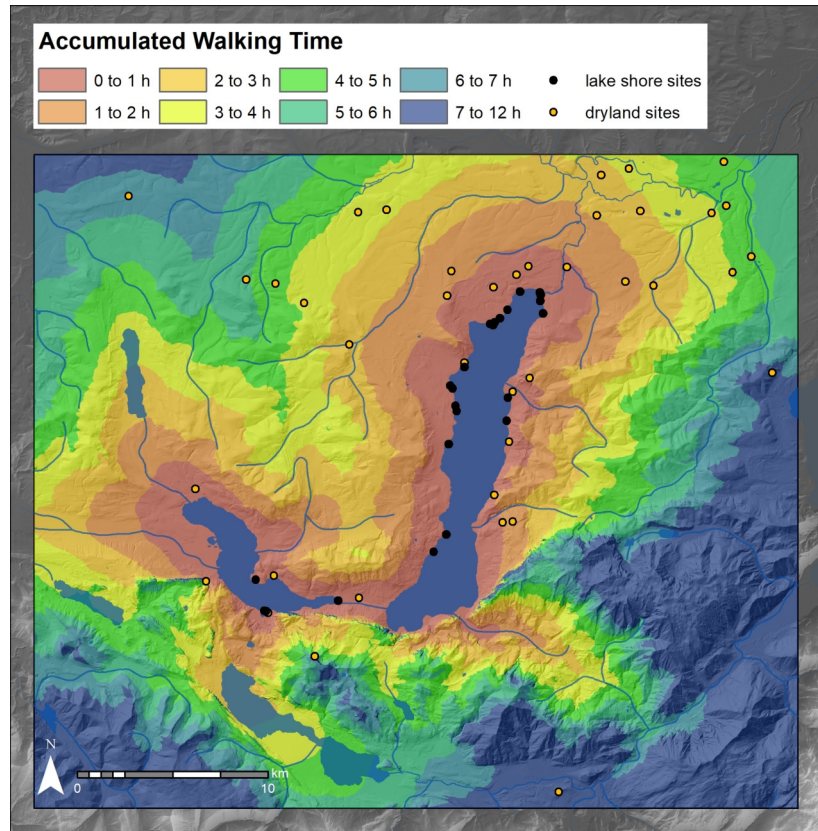 Accumulated Walking Time
0 to 1 h 2 to 3 h 4 to 5 h 6 to 7 h lake shore sites
1 to 2 h 3 to 4 h 5 to 6 h 7 to 12 h dryland sites
N
km
0 10